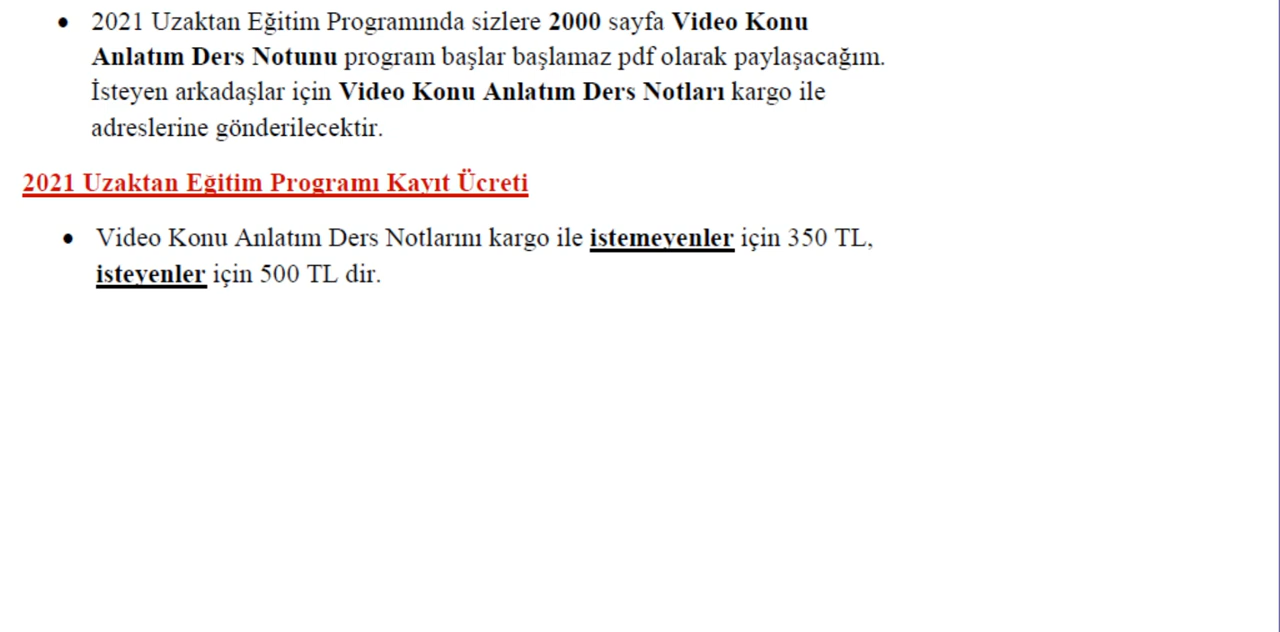 • 2021 Uzaktan Eğitim Programında sizlere 2000 sayfa Video Konu
Anlatım Ders Notunu program başlar başlamaz pdf olarak paylaşacağım.
İsteyen arkadaşlar için Video Konu Anlatım Ders Notları kargo ile
adreslerine gönderilecektir.
2021 Uzaktan Eğitim Programı Kayıt Ücreti
• Video Konu Anlatım Ders Notlarını kargo ile istemeyenler için 350 TL,
isteyenler için 500 TL dir.